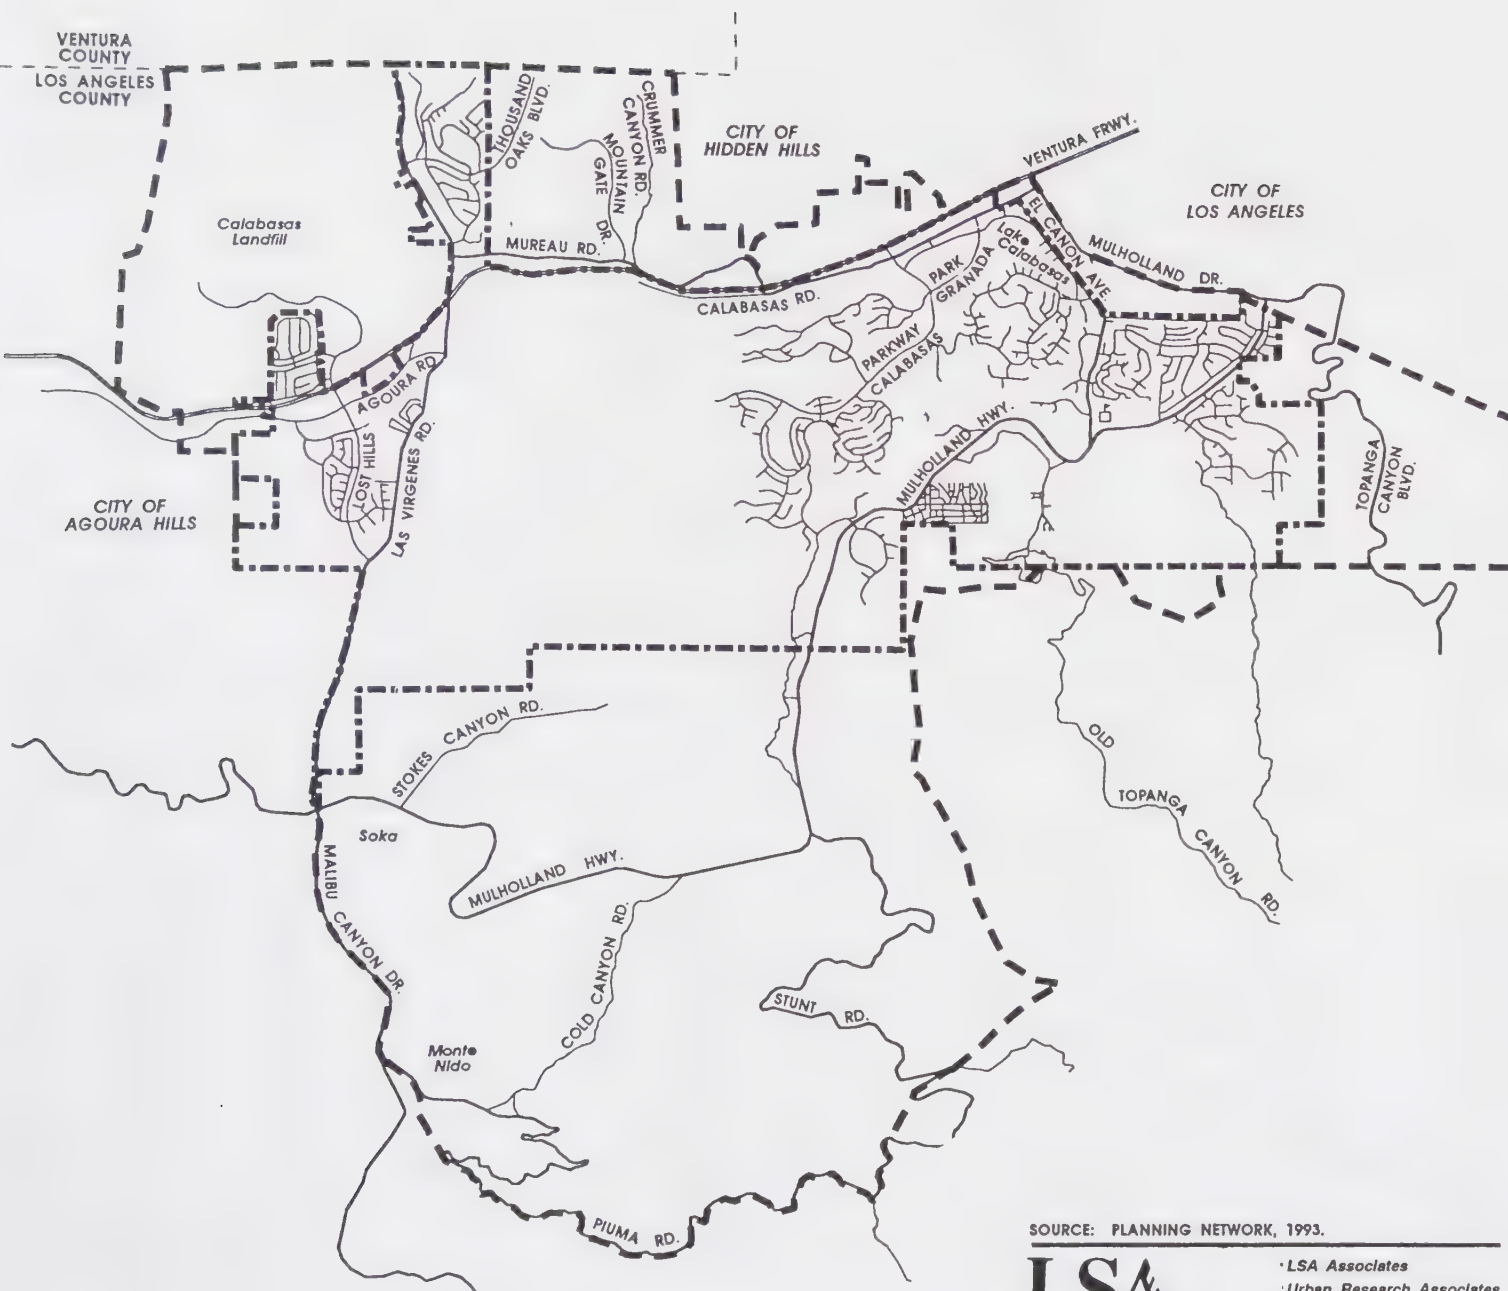 VENTURA
COUNTY
LOS ANGELES
COUNTY
THOUSAND
OAKS BLVD.
CRUMMER
CANYON RD.
MOUNTAIN
GATE DR.
CITY OF
HIDDEN HILLS
VENTURA FRWY.
CITY OF
LOS ANGELES
Calabasas
Landfill
MUREAU RD.
Lake
Calabasas
EL CANON AVE.
MULHOLLAND DR.
PARK
GRANADA
CALABASAS RD.
PARKWAY
CALABASAS
AGOURA RD.
LOST HILLS
LAS VIRGENES RD.
MULHOLLAND HWY.
TOPANGA
CANYON
BLVD.
CITY OF
AGOURA HILLS
STOKES CANYON RD.
OLD
TOPANGA
CANYON
RD.
Soka
MALIBU CANYON DR.
MULHOLLAND HWY.
COLD CANYON RD.
STUNT RD.
Monte
Nido
PIUMA RD.
SOURCE: PLANNING NETWORK, 1993.
LSA
• LSA Associates
• Urban Research Associates